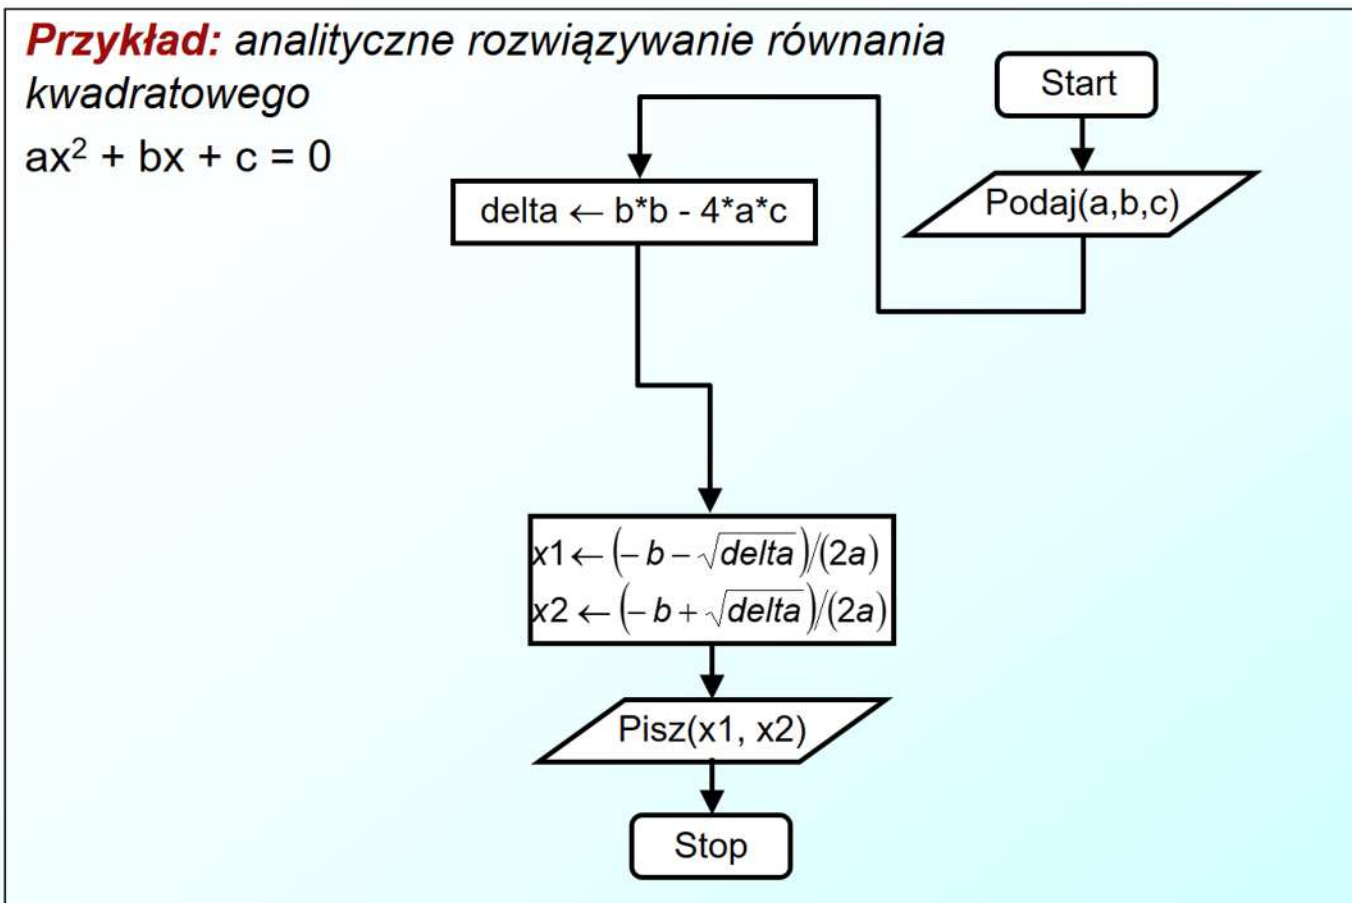 Przykład: analityczne rozwiązywanie równania
kwadratowego
ax² + bx + c = 0
Start
Podaj(a,b,c)
delta ← b*b - 4*a*c
x1 ← (− b − √delta)/(2a)
x2 ← (− b + √delta)/(2a)
Pisz(x1, x2)
Stop